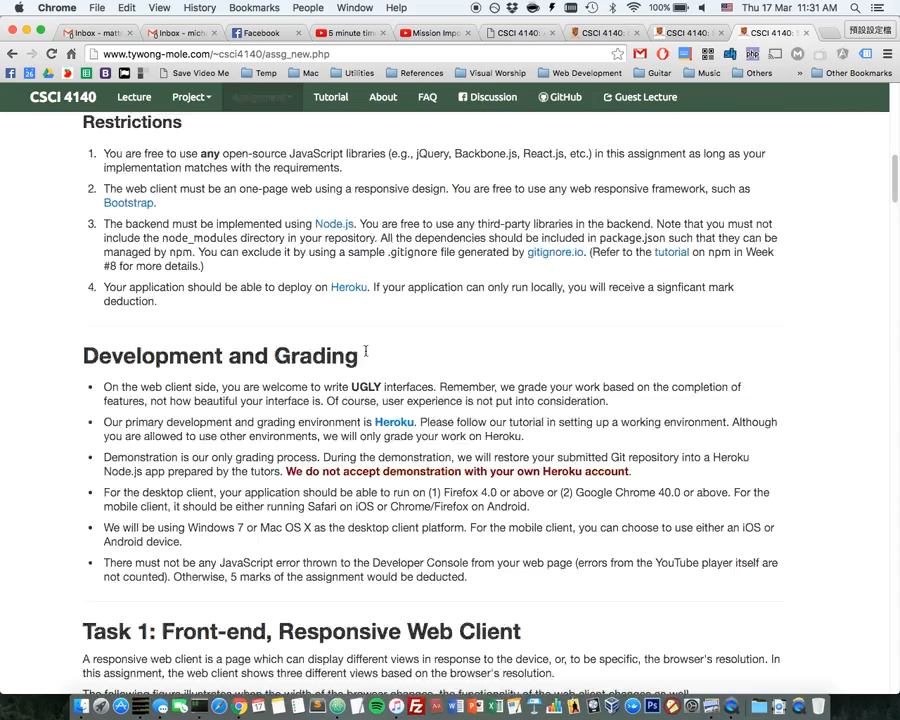 Chrome File Edit View History Bookmarks People Window Help 100% Thu 17 Mar 11:31 AM
Inbox - matt Inbox - mich Facebook 5 minute tim Mission Impo CSCI 4140: CSCI 4140: CSCI 4140: CSCI 4140: 預設設定檔
www.tywong-mole.com/~csci4140/assg_new.php
Save Video Me Temp Mac Utilities References Visual Worship Web Development Guitar Music Others » Other Bookmarks
CSCI 4140 Lecture Project Assignment Tutorial About FAQ Discussion GitHub Guest Lecture
Restrictions
1. You are free to use any open-source JavaScript libraries (e.g., jQuery, Backbone.js, React.js, etc.) in this assignment as long as your
implementation matches with the requirements.
2. The web client must be an one-page web using a responsive design. You are free to use any web responsive framework, such as
Bootstrap.
3. The backend must be implemented using Node.js. You are free to use any third-party libraries in the backend. Note that you must not
include the node_modules directory in your repository. All the dependencies should be included in package.json such that they can be
managed by npm. You can exclude it by using a sample .gitignore file generated by gitignore.io. (Refer to the tutorial on npm in Week
#8 for more details.)
4. Your application should be able to deploy on Heroku. If your application can only run locally, you will receive a signficant mark
deduction.
Development and Grading
• On the web client side, you are welcome to write UGLY interfaces. Remember, we grade your work based on the completion of
features, not how beautiful your interface is. Of course, user experience is not put into consideration.
• Our primary development and grading environment is Heroku. Please follow our tutorial in setting up a working environment. Although
you are allowed to use other environments, we will only grade your work on Heroku.
• Demonstration is our only grading process. During the demonstration, we will restore your submitted Git repository into a Heroku
Node.js app prepared by the tutors. We do not accept demonstration with your own Heroku account.
• For the desktop client, your application should be able to run on (1) Firefox 4.0 or above or (2) Google Chrome 40.0 or above. For the
mobile client, it should be either running Safari on iOS or Chrome/Firefox on Android.
• We will be using Windows 7 or Mac OS X as the desktop client platform. For the mobile client, you can choose to use either an iOS or
Android device.
• There must not be any JavaScript error thrown to the Developer Console from your web page (errors from the YouTube player itself are
not counted). Otherwise, 5 marks of the assignment would be deducted.
Task 1: Front-end, Responsive Web Client
A responsive web client is a page which can display different views in response to the device, or, to be specific, the browser's resolution. In
this assignment, the web client shows three different views based on the browser's resolution.
The following figure illustrates when the width of the browser changes, the functionality of the web client changes as well